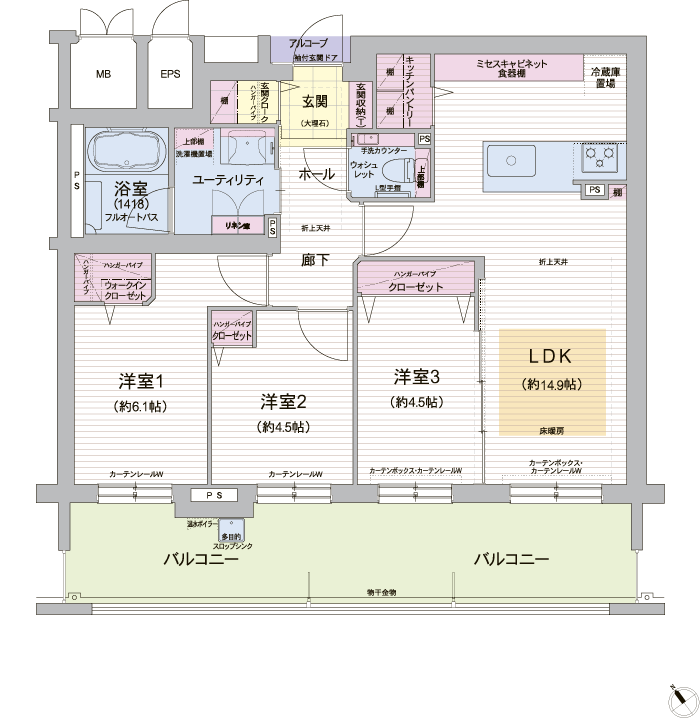 アルコーブ
袖付玄関ドア
MB
EPS
棚
玄関クローク
ハンガーパイプ
玄関
(大理石)
玄関収納(T)
棚
棚
キッチンパントリー
ミセスキャビネット
食器棚
冷蔵庫
置場
PS
上部棚
洗濯機置場
ユーティリティ
リネン庫
PS
浴室
(1418)
フルオートバス
PS
ホール
手洗カウンター
ウォシュ
レット
上部棚
L型手摺
PS
PS
棚
折上天井
廊下
折上天井
ハンガーパイプ
ハンガーパイプ
ウォークイン
クローゼット
ハンガーパイプ
クローゼット
ハンガーパイプ
クローゼット
洋室1
(約6.1帖)
洋室2
(約4.5帖)
洋室3
(約4.5帖)
LDK
(約14.9帖)
床暖房
カーテンレールW
カーテンレールW
カーテンボックス・カーテンレールW
カーテンボックス・
カーテンレールW
PS
温水ボイラー
多目的
スロップシンク
バルコニー
バルコニー
物干金物
N